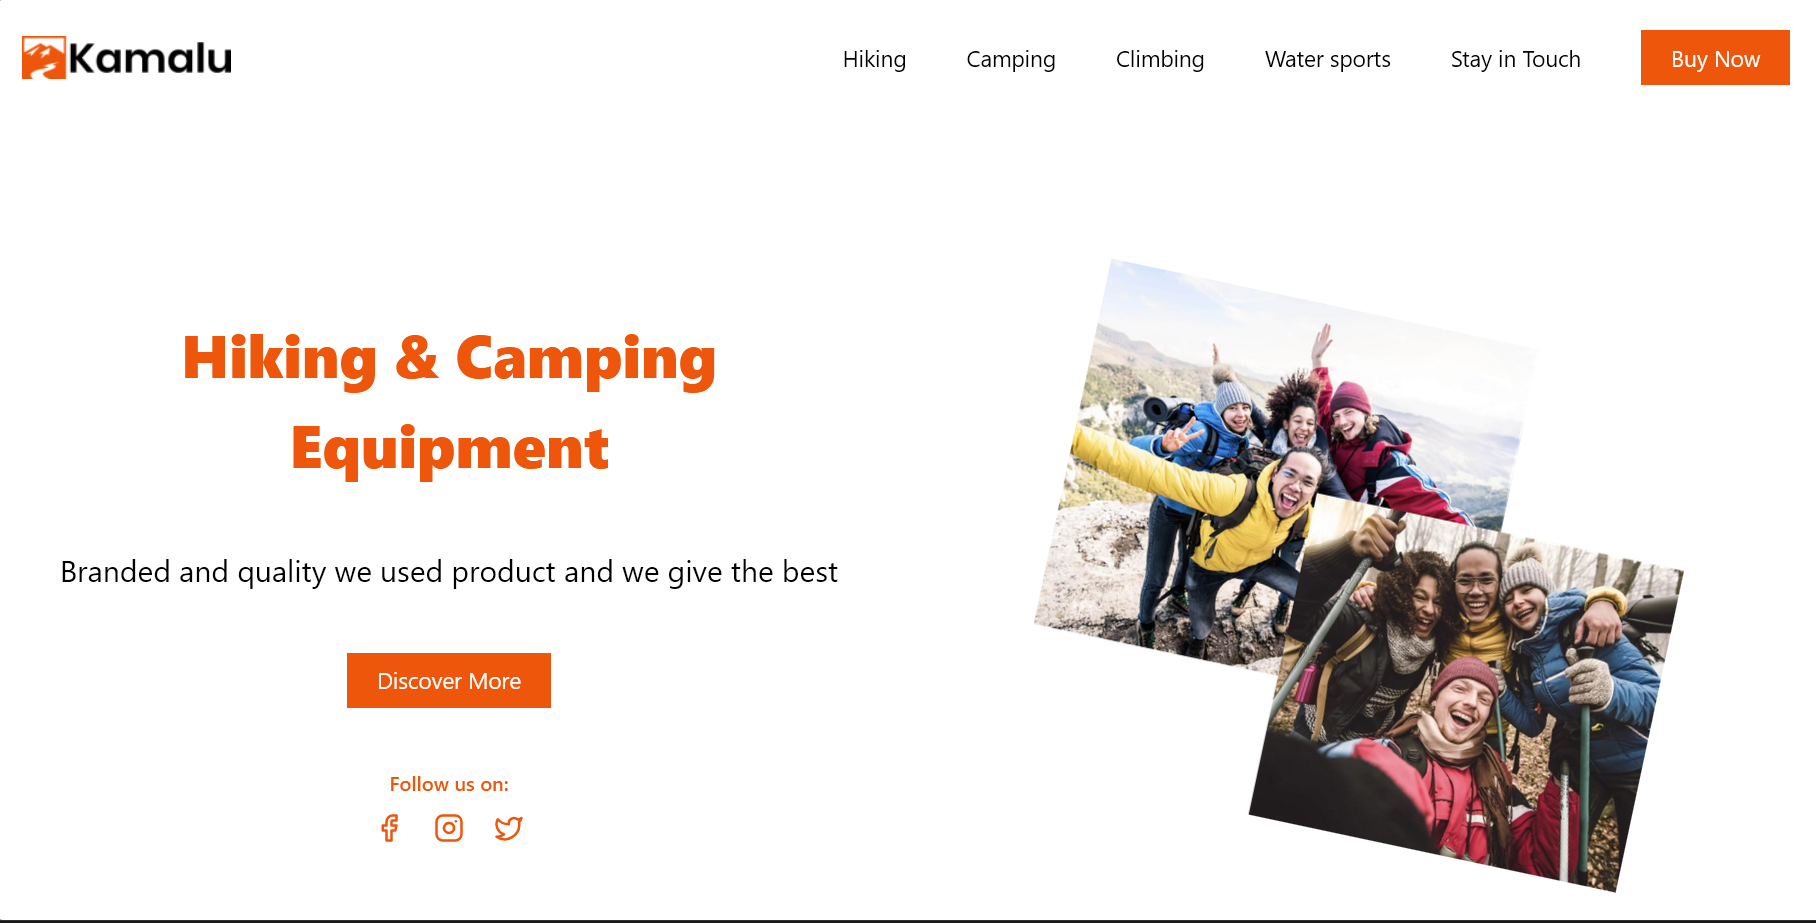 Kamalu
Hiking Camping Climbing Water sports Stay in Touch Buy Now
Hiking & Camping
Equipment
Branded and quality we used product and we give the best
Discover More
Follow us on: